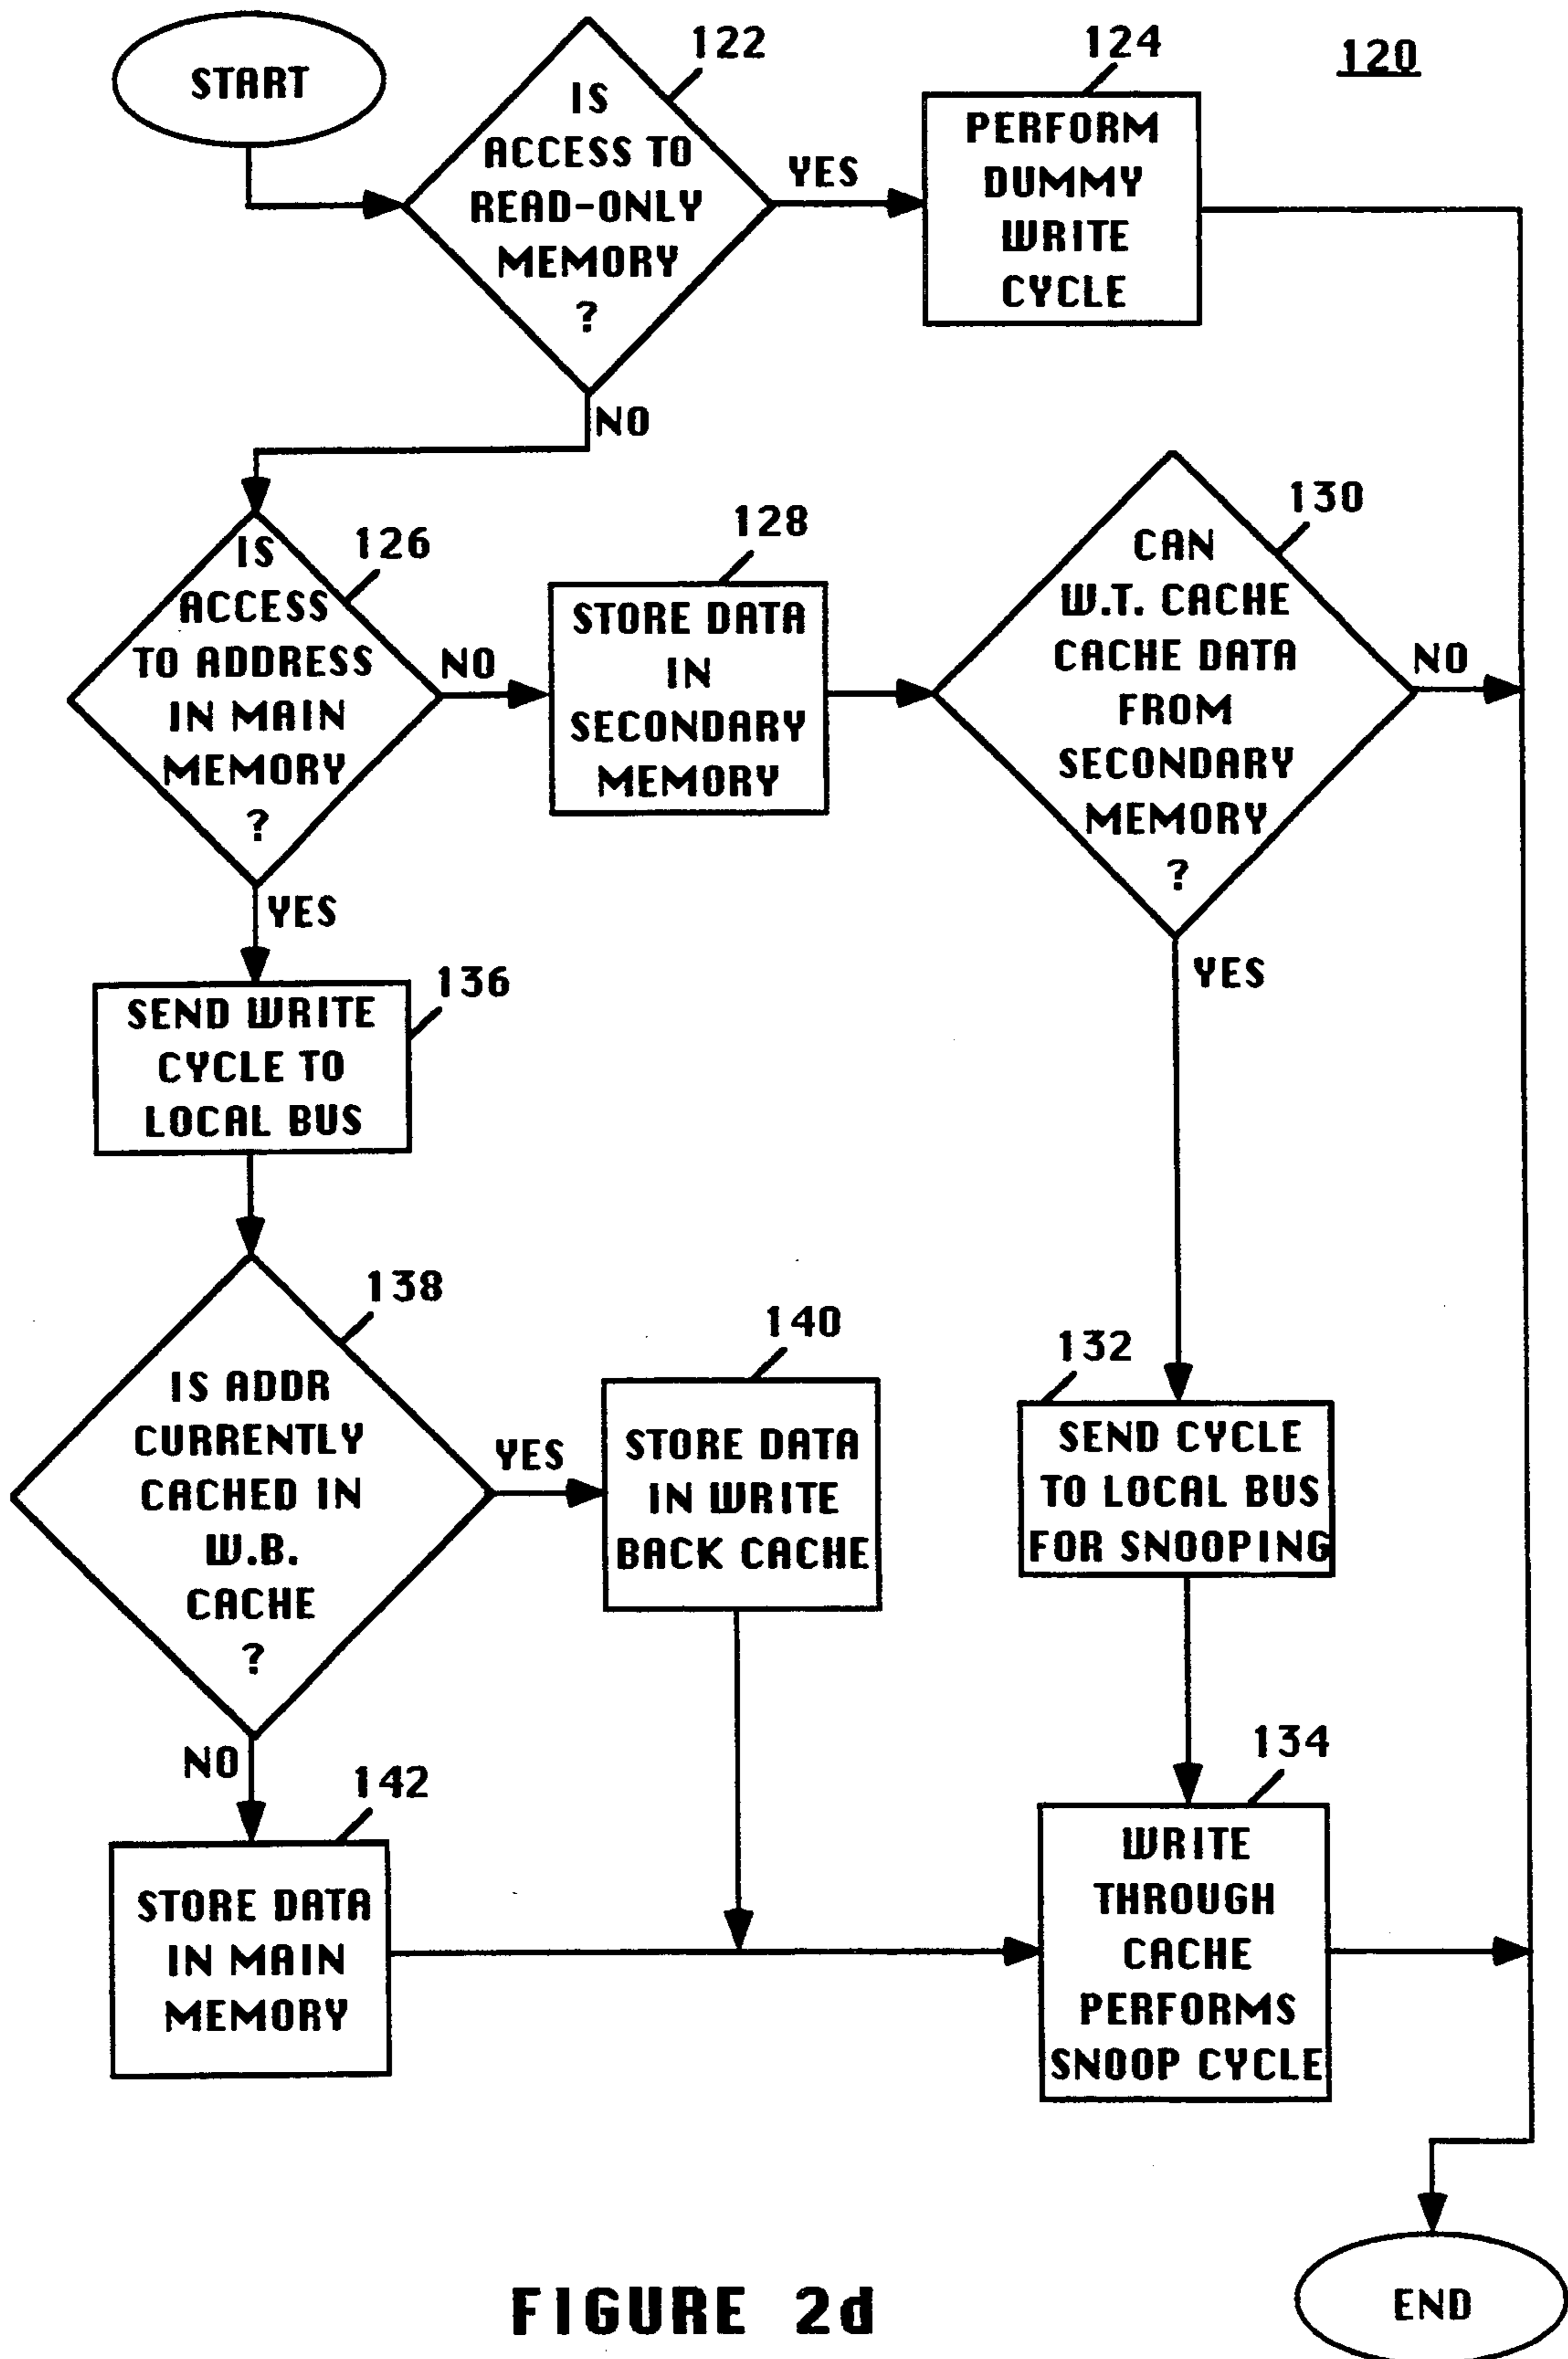 120
START
122
IS
ACCESS TO
READ-ONLY
MEMORY
?
YES
124
PERFORM
DUMMY
WRITE
CYCLE
NO
126
IS
ACCESS
TO ADDRESS
IN MAIN
MEMORY
?
NO
128
STORE DATA
IN
SECONDARY
MEMORY
130
CAN
W.T. CACHE
CACHE DATA
FROM
SECONDARY
MEMORY
?
NO
YES
YES
136
SEND WRITE
CYCLE TO
LOCAL BUS
138
IS ADDR
CURRENTLY
CACHED IN
W.B.
CACHE
?
YES
140
STORE DATA
IN WRITE
BACK CACHE
132
SEND CYCLE
TO LOCAL BUS
FOR SNOOPING
NO
142
STORE DATA
IN MAIN
MEMORY
134
WRITE
THROUGH
CACHE
PERFORMS
SNOOP CYCLE
END
FIGURE 2d